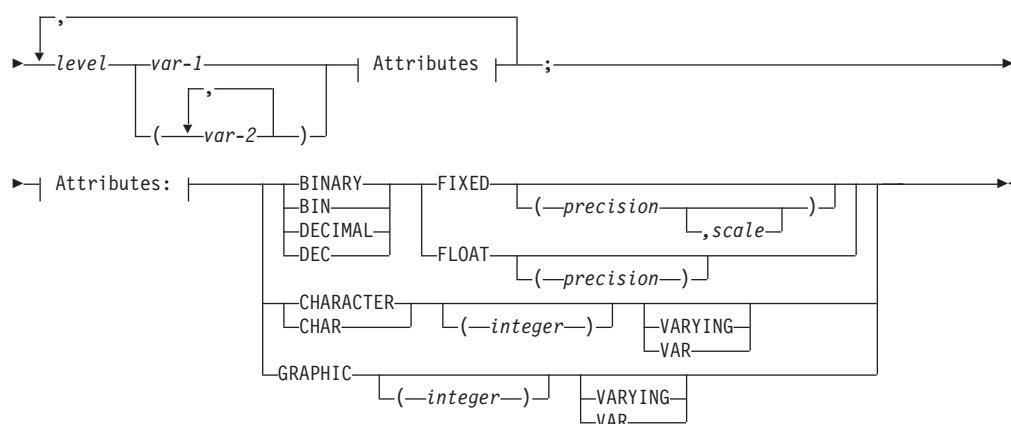 ,
level var-1 Attributes ;
,
( var-2 )
Attributes: BINARY FIXED
BIN ( precision )
DECIMAL ,scale
DEC FLOAT
( precision )
CHARACTER
CHAR ( integer ) VARYING
VAR
GRAPHIC
( integer ) VARYING
VAR